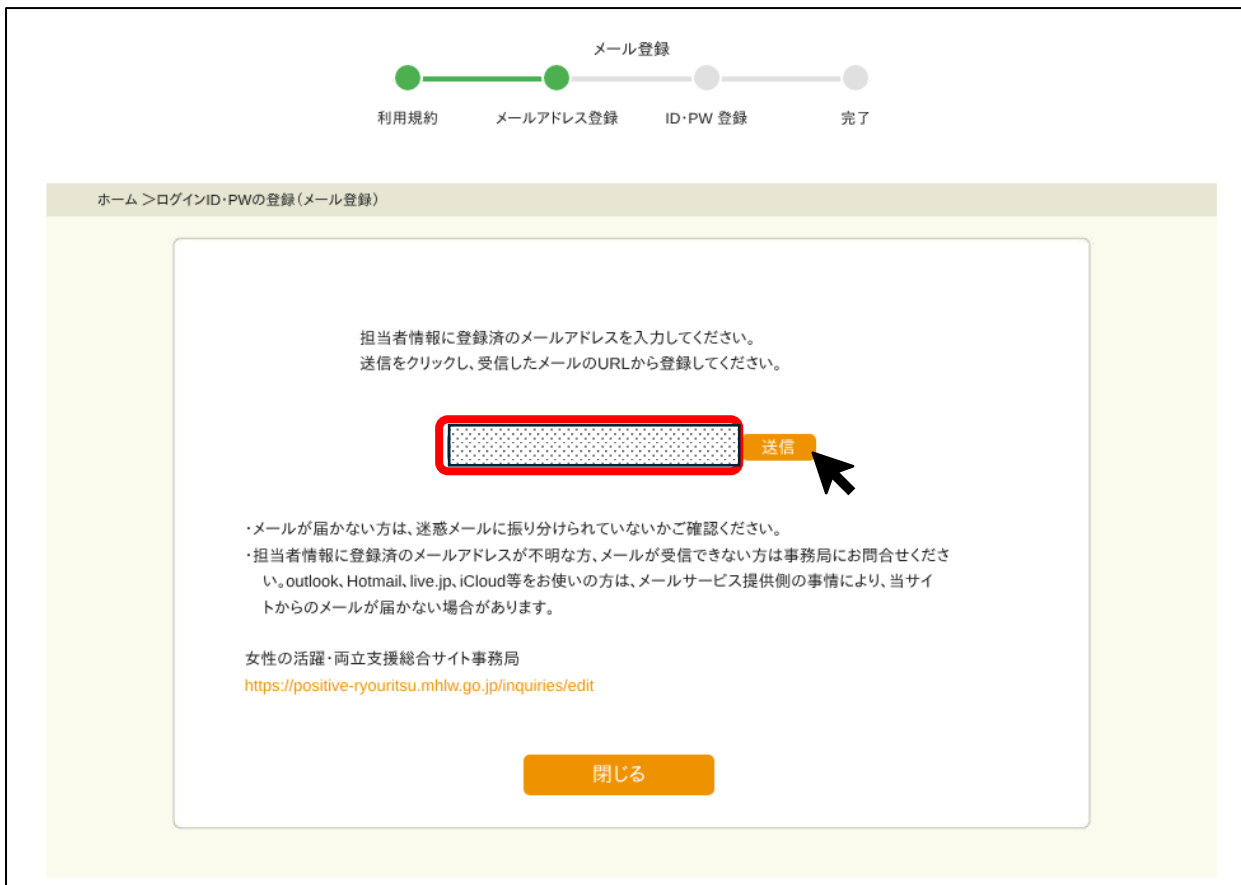 メール登録
利用規約 メールアドレス登録 ID・PW 登録 完了
ホーム ＞ログインID・PWの登録（メール登録）
担当者情報に登録済のメールアドレスを入力してください。
送信をクリックし、受信したメールのURLから登録してください。
送信
・メールが届かない方は、迷惑メールに振り分けられていないかご確認ください。
・担当者情報に登録済のメールアドレスが不明な方、メールが受信できない方は事務局にお問合せくださ
い。outlook、Hotmail、live.jp、iCloud等をお使いの方は、メールサービス提供側の事情により、当サイ
トからのメールが届かない場合があります。
女性の活躍・両立支援総合サイト事務局
https://positive-ryouritsu.mhlw.go.jp/inquiries/edit
閉じる